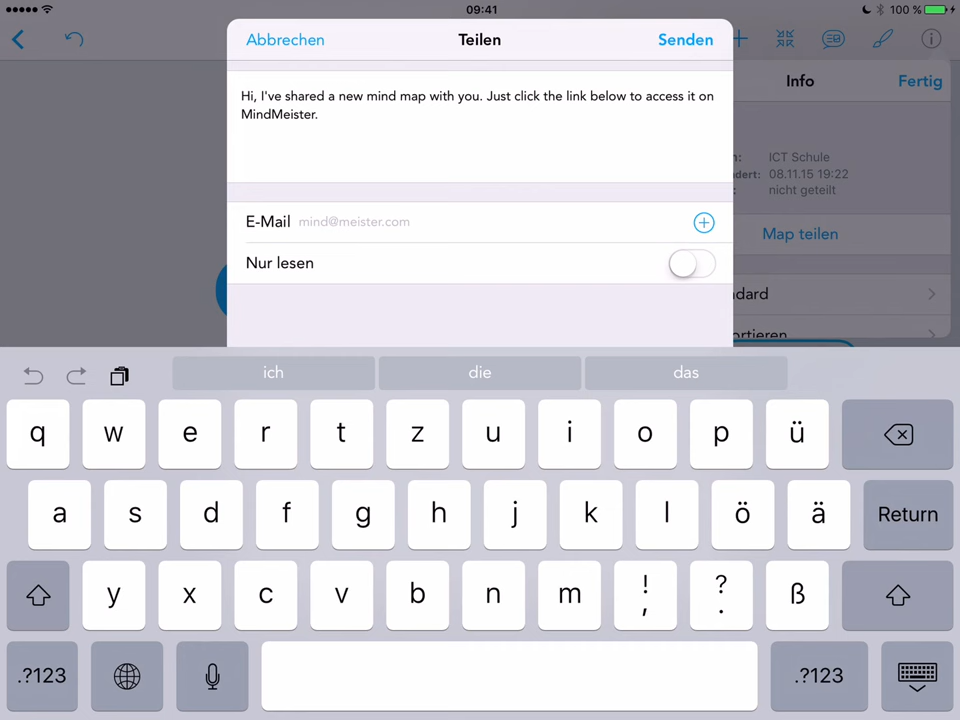 09:41
100 %
Abbrechen
Teilen
Senden
Info
Fertig
Hi, I've shared a new mind map with you. Just click the link below to access it on
MindMeister.
ICT Schule
08.11.15 19:22
nicht geteilt
E-Mail mind@meister.com
Map teilen
Nur lesen
ich die das
q w e r t z u i o p ü
a s d f g h j k l ö ä Return
y x c v b n m ! , ? . ß
.?123 .?123